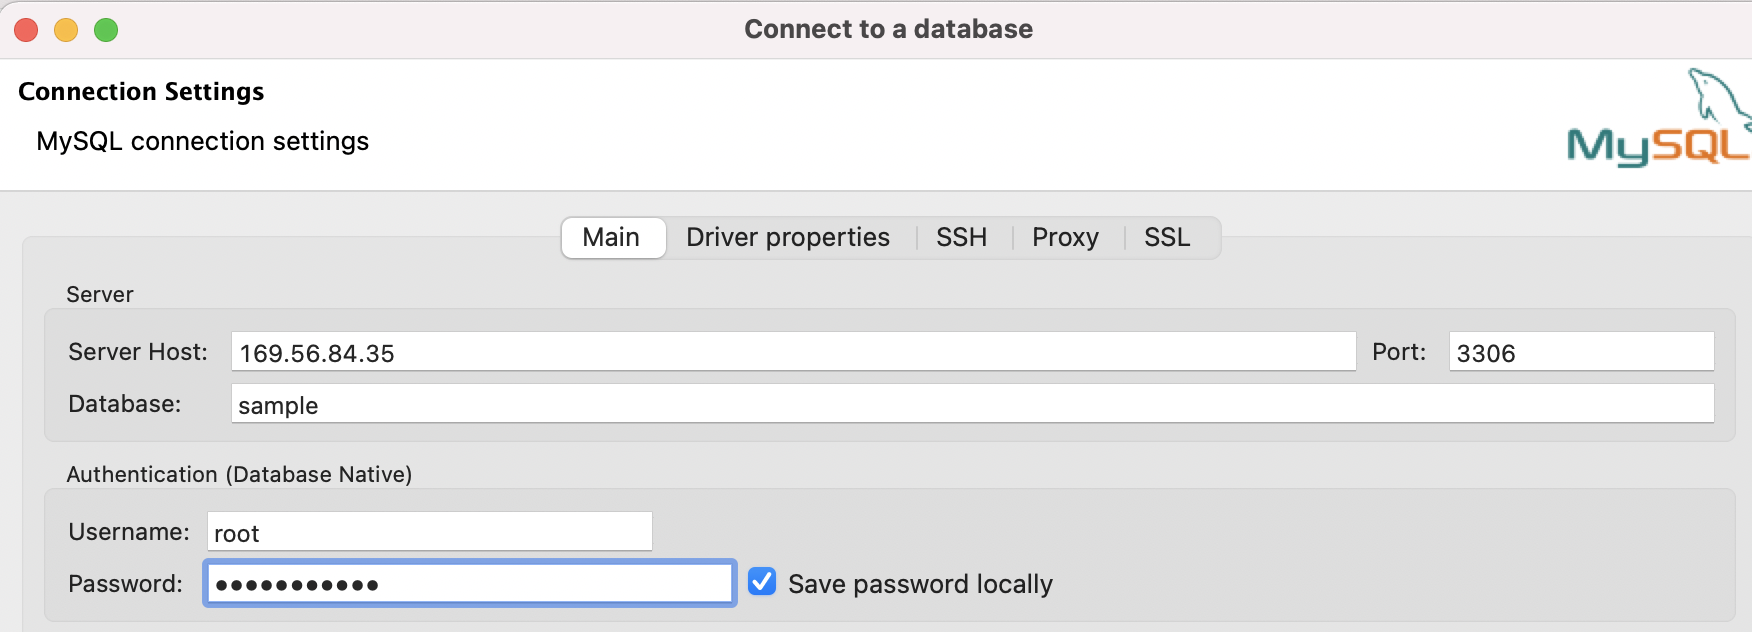 Connect to a database
Connection Settings
MySQL connection settings
MySQL
Main Driver properties SSH Proxy SSL
Server
Server Host: 169.56.84.35 Port: 3306
Database: sample
Authentication (Database Native)
Username: root
Password: ●●●●●●●●●●● Save password locally